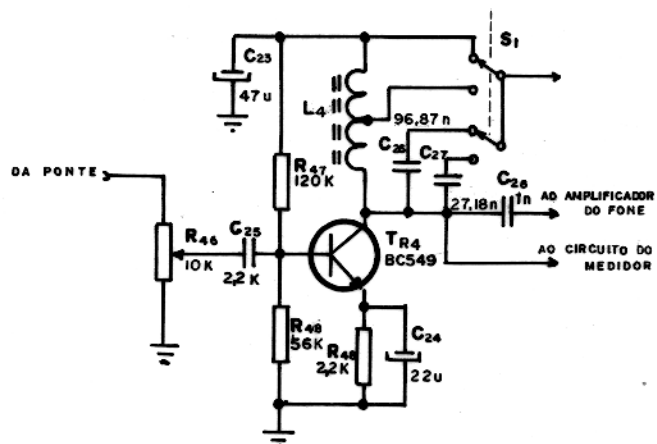 S1
C23
47u
L4
96,87n
C26
C27
DA PONTE
R47
120K
27,18n
C28
1n
AO AMPLIFICADOR
DO FONE
R46
10K
C25
2,2K
TR4
BC549
AO CIRCUITO DO
MEDIDOR
R48
56K
R48
2,2K
C24
22u